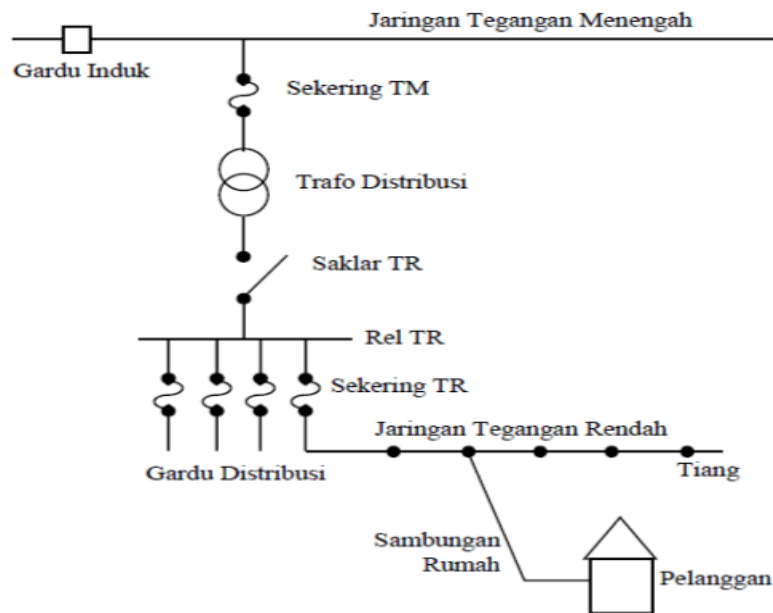 Jaringan Tegangan Menengah
Gardu Induk
Sekering TM
Trafo Distribusi
Saklar TR
Rel TR
Sekering TR
Jaringan Tegangan Rendah
Gardu Distribusi
Tiang
Sambungan
Rumah
Pelanggan